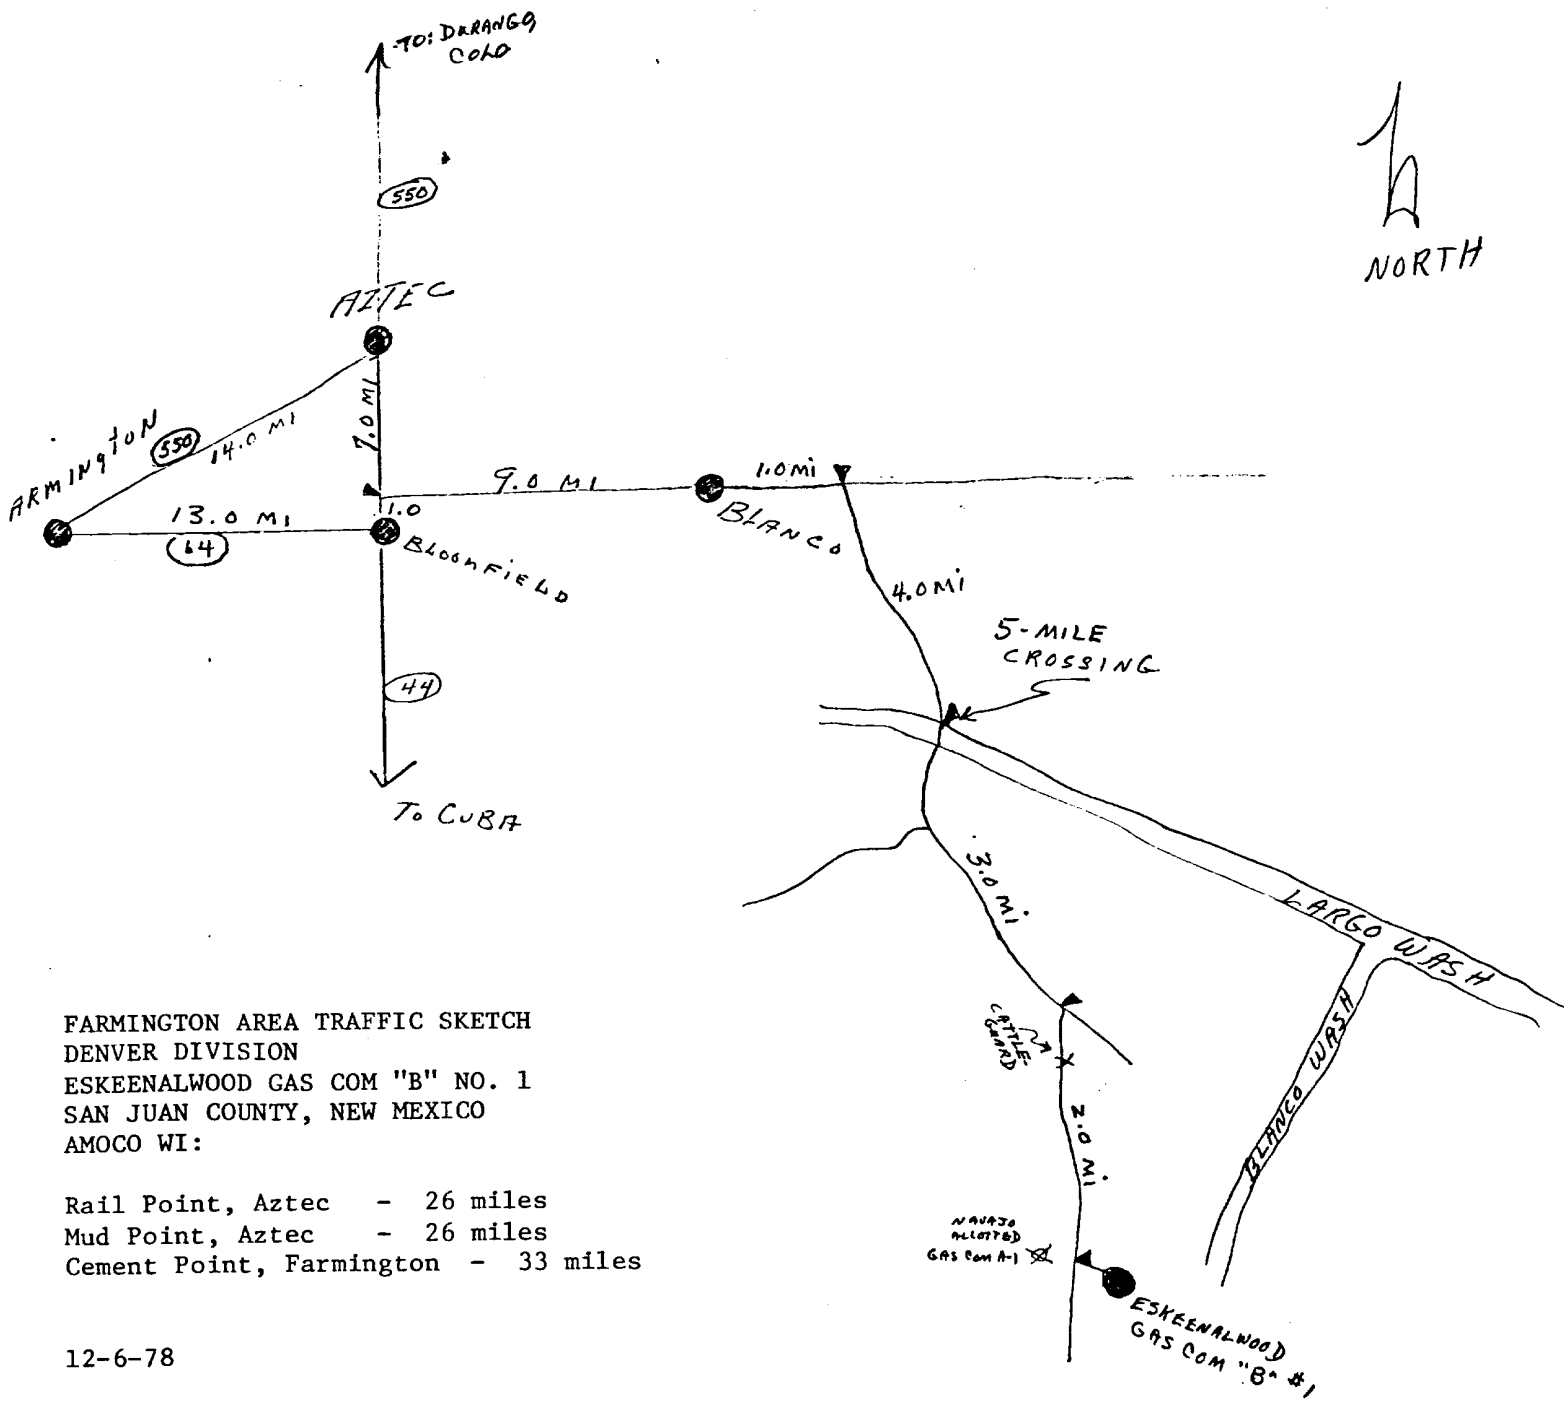 TO: DURANGO,
COLO
550
NORTH
AZTEC
7.0 MI
ARMINGTON
550
14.0 MI
9.0 MI
1.0 MI
BLANCO
13.0 MI
64
1.0
BLOOMFIELD
4.0 MI
5-MILE
CROSSING
44
TO CUBA
3.0 MI
LARGO WASH
BLANCO WASH
CATTLE-
GUARD
2.0 MI
NAVAJO
ALLOTTED
GAS COM A-1
ESKEENALWOOD
GAS COM "B" #1
FARMINGTON AREA TRAFFIC SKETCH
DENVER DIVISION
ESKEENALWOOD GAS COM "B" NO. 1
SAN JUAN COUNTY, NEW MEXICO
AMOCO WI:
Rail Point, Aztec - 26 miles
Mud Point, Aztec - 26 miles
Cement Point, Farmington - 33 miles
12-6-78